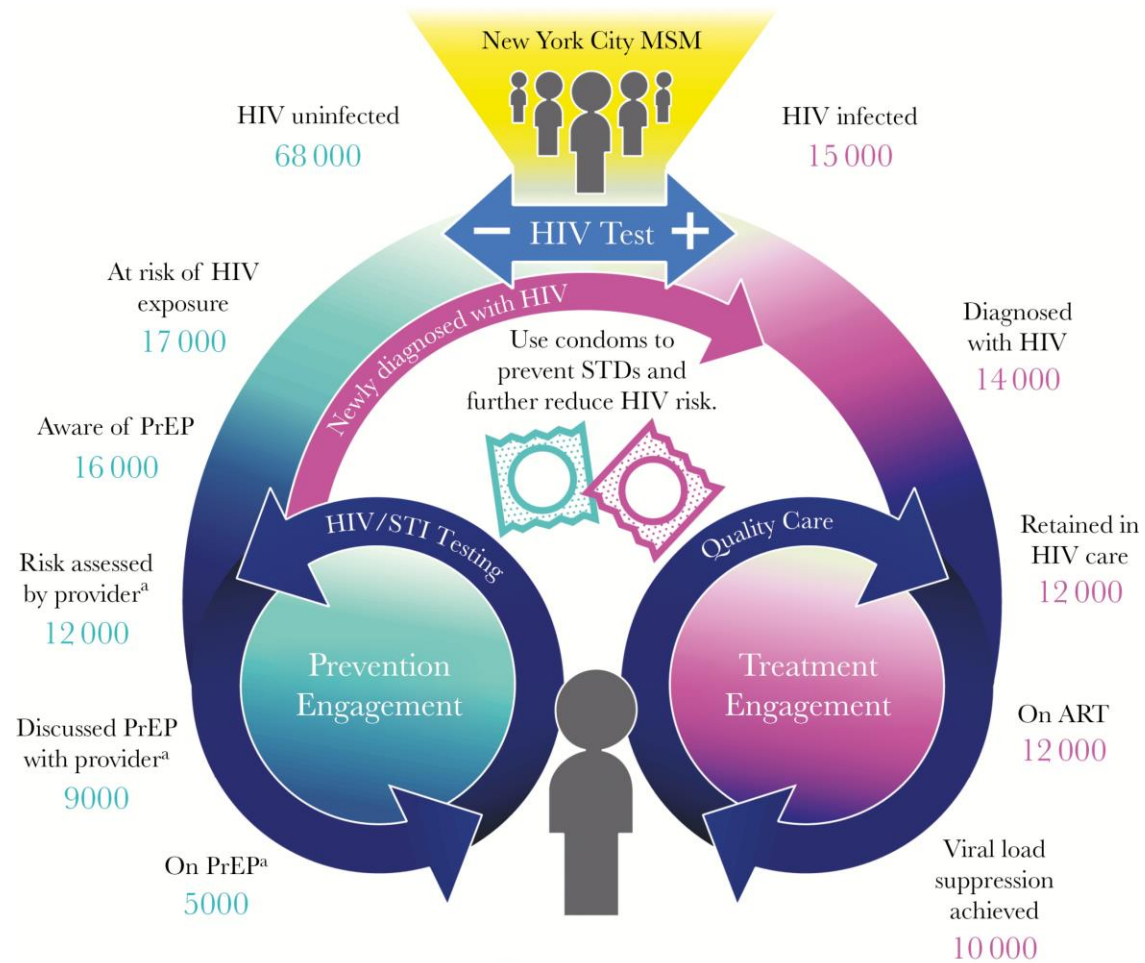 New York City MSM
HIV uninfected
68 000
HIV infected
15 000
− HIV Test +
At risk of HIV
exposure
17 000
Newly diagnosed with HIV
Use condoms to
prevent STDs and
further reduce HIV risk.
Diagnosed
with HIV
14 000
Aware of PrEP
16 000
HIV/STI Testing
Quality Care
Risk assessed
by providerᵃ
12 000
Retained in
HIV care
12 000
Prevention
Engagement
Treatment
Engagement
Discussed PrEP
with providerᵃ
9000
On ART
12 000
On PrEPᵃ
5000
Viral load
suppression
achieved
10 000